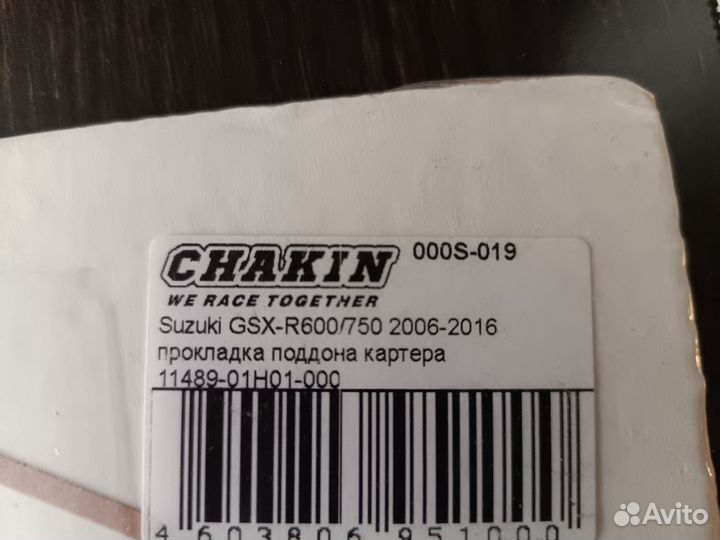 CHAKIN 000S-019
WE RACE TOGETHER
Suzuki GSX-R600/750 2006-2016
прокладка поддона картера
11489-01H01-000
4 603806 951000
Avito